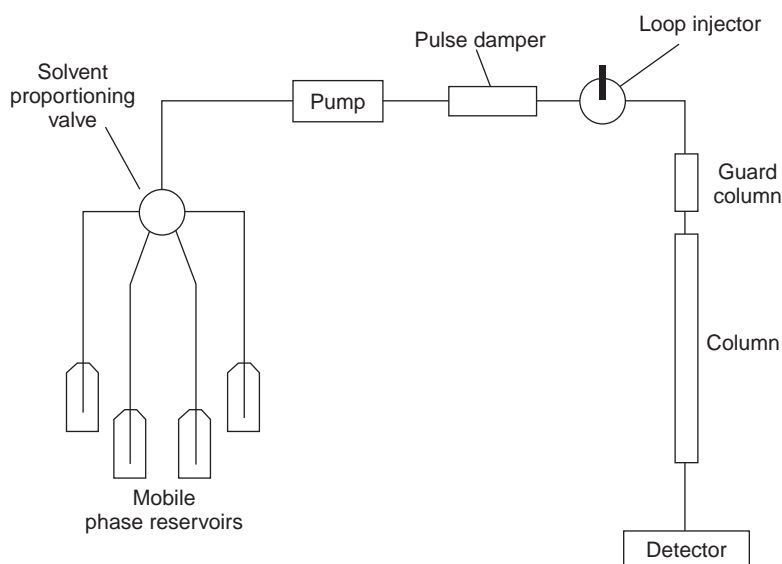 Loop injector
Pulse damper
Solvent
proportioning
valve
Pump
Guard
column
Column
Mobile
phase reservoirs
Detector